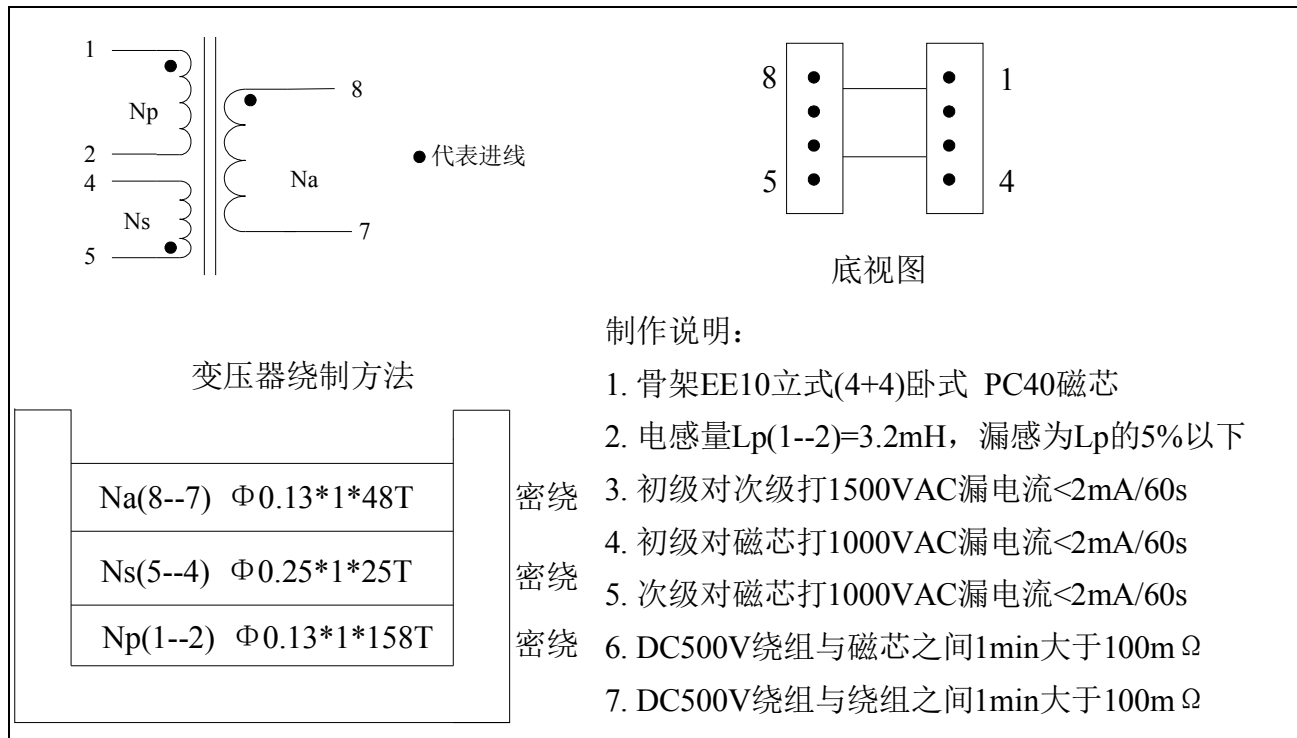 1
Np
2
4
Ns
5
8
Na
7
代表进线
8
1
5
4
底视图
变压器绕制方法
Na(8--7) Φ0.13*1*48T
密绕
Ns(5--4) Φ0.25*1*25T
密绕
Np(1--2) Φ0.13*1*158T
密绕
制作说明:
1. 骨架EE10立式(4+4)卧式 PC40磁芯
2. 电感量Lp(1--2)=3.2mH，漏感为Lp的5%以下
3. 初级对次级打1500VAC漏电流<2mA/60s
4. 初级对磁芯打1000VAC漏电流<2mA/60s
5. 次级对磁芯打1000VAC漏电流<2mA/60s
6. DC500V绕组与磁芯之间1min大于100mΩ
7. DC500V绕组与绕组之间1min大于100mΩ